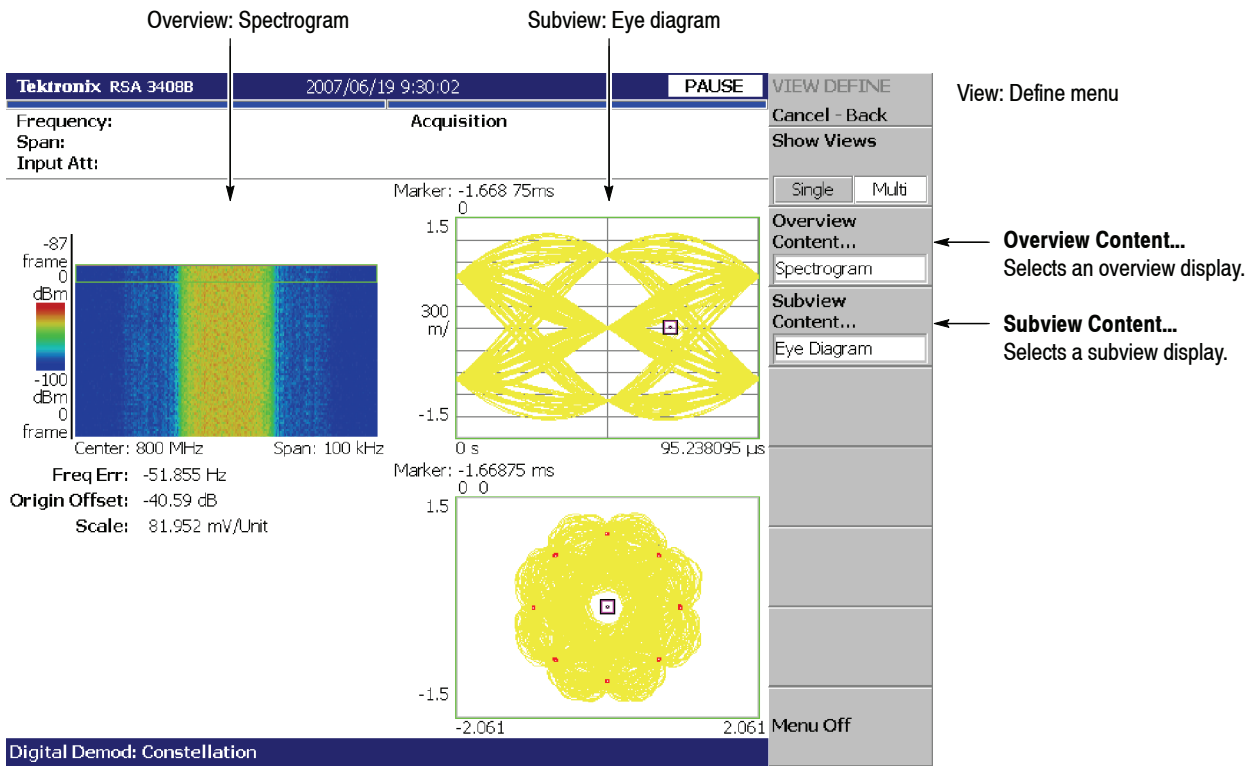 Overview: Spectrogram
Subview: Eye diagram
Tektronix RSA 3408B
2007/06/19 9:30:02
PAUSE
VIEW DEFINE
View: Define menu
Cancel - Back
Frequency:
Acquisition
Span:
Input Att:
Show Views
Single
Multi
Marker: -1.668 75ms
0
1.5
300
m/
-1.5
0 s
95.238095 µs
-87
frame
0
dBm
-100
dBm
0
frame
Center: 800 MHz
Span: 100 kHz
Freq Err: -51.855 Hz
Origin Offset: -40.59 dB
Scale: 81.952 mV/Unit
Marker: -1.66875 ms
0 0
1.5
-1.5
-2.061
2.061
Overview
Content...
Spectrogram
Overview Content...
Selects an overview display.
Subview
Content...
Eye Diagram
Subview Content...
Selects a subview display.
Menu Off
Digital Demod: Constellation